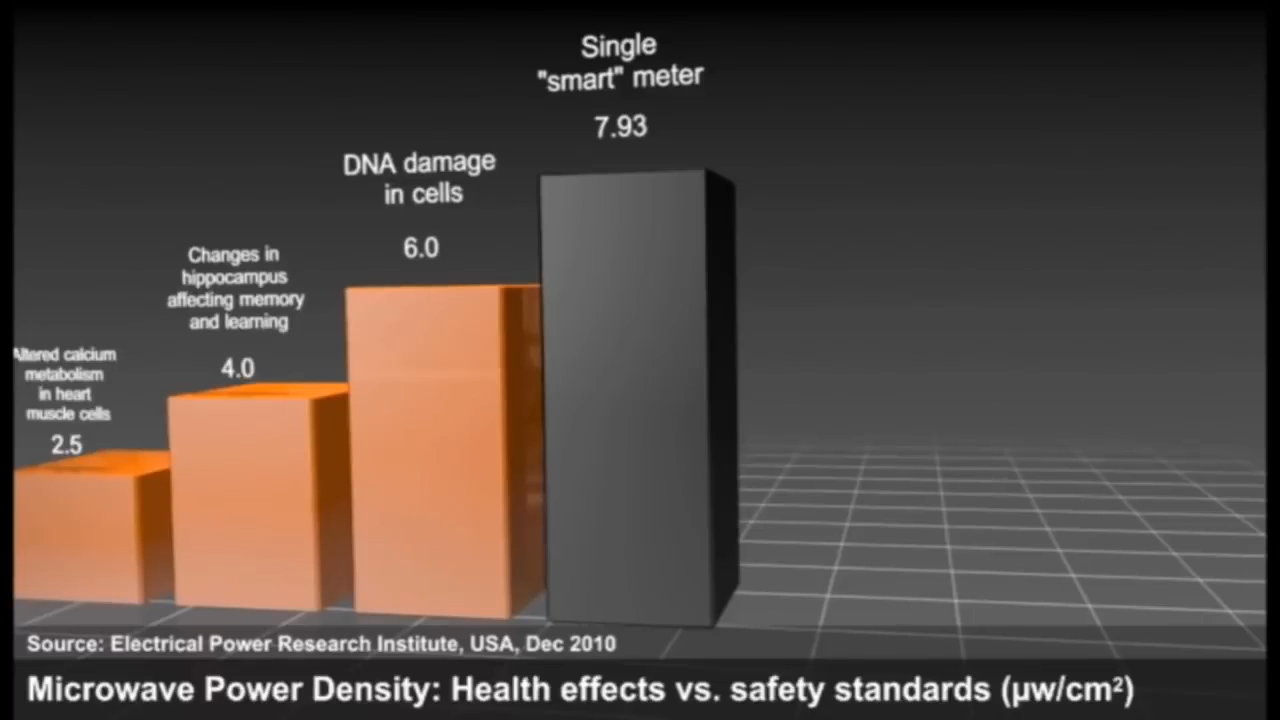 Single
"smart" meter
7.93
DNA damage
in cells
6.0
Changes in
hippocampus
affecting memory
and learning
4.0
Altered calcium
metabolism
in heart
muscle cells
2.5
Source: Electrical Power Research Institute, USA, Dec 2010
Microwave Power Density: Health effects vs. safety standards (µw/cm²)